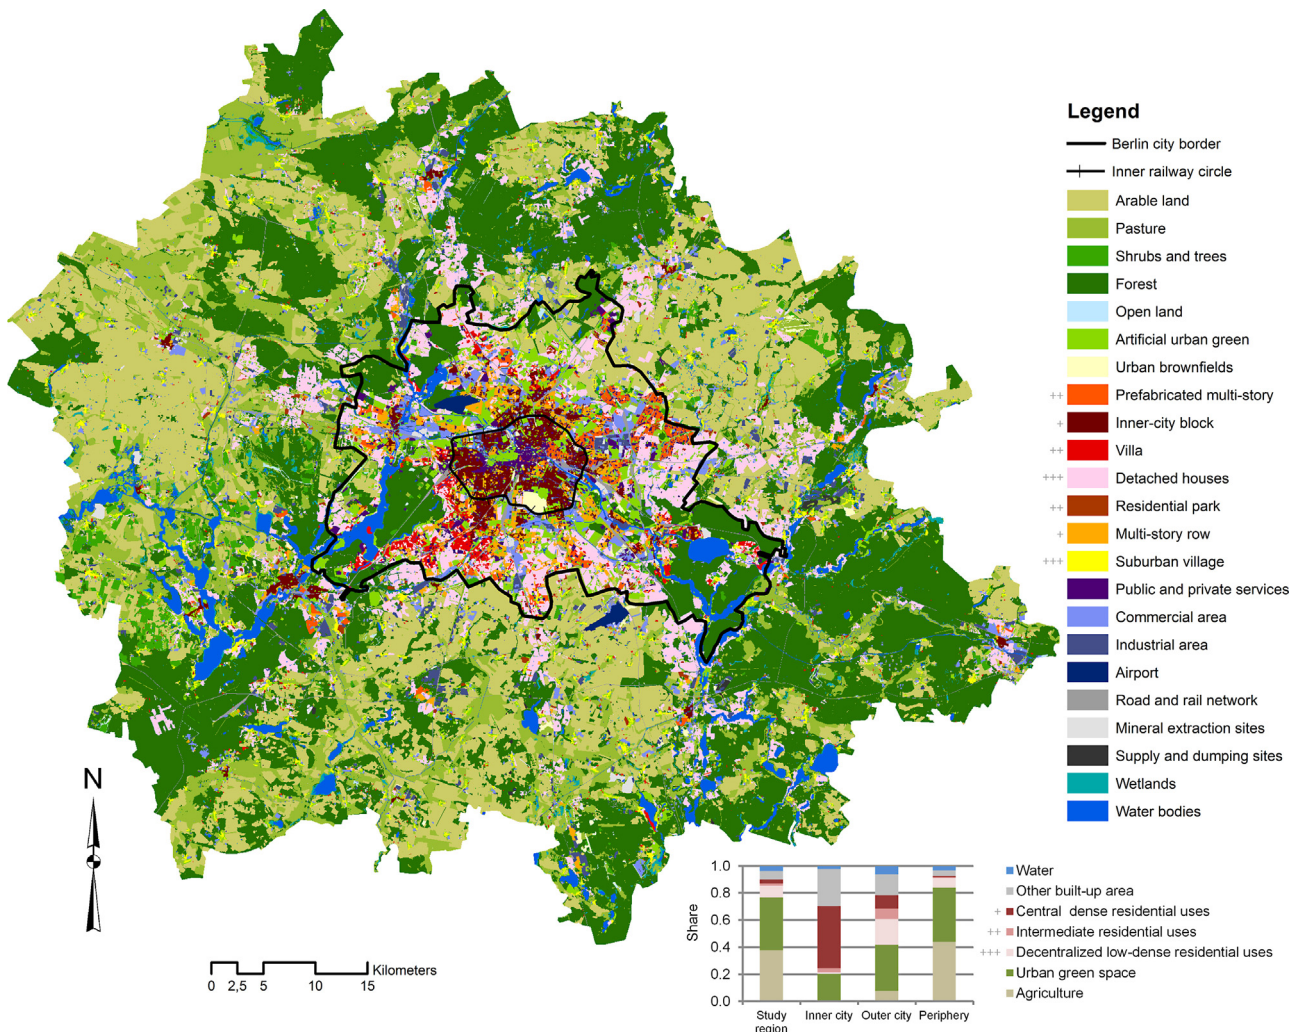 Legend
Berlin city border
Inner railway circle
Arable land
Pasture
Shrubs and trees
Forest
Open land
Artificial urban green
Urban brownfields
++ Prefabricated multi-story
+ Inner-city block
++ Villa
+++ Detached houses
++ Residential park
+ Multi-story row
+++ Suburban village
Public and private services
Commercial area
Industrial area
Airport
Road and rail network
Mineral extraction sites
Supply and dumping sites
Wetlands
Water bodies
N
Kilometers
0 2,5 5 10 15
Share
1.0
0.8
0.6
0.4
0.2
0.0
Study region
Inner city
Outer city
Periphery
Water
Other built-up area
+ Central dense residential uses
++ Intermediate residential uses
+++ Decentralized low-dense residential uses
Urban green space
Agriculture